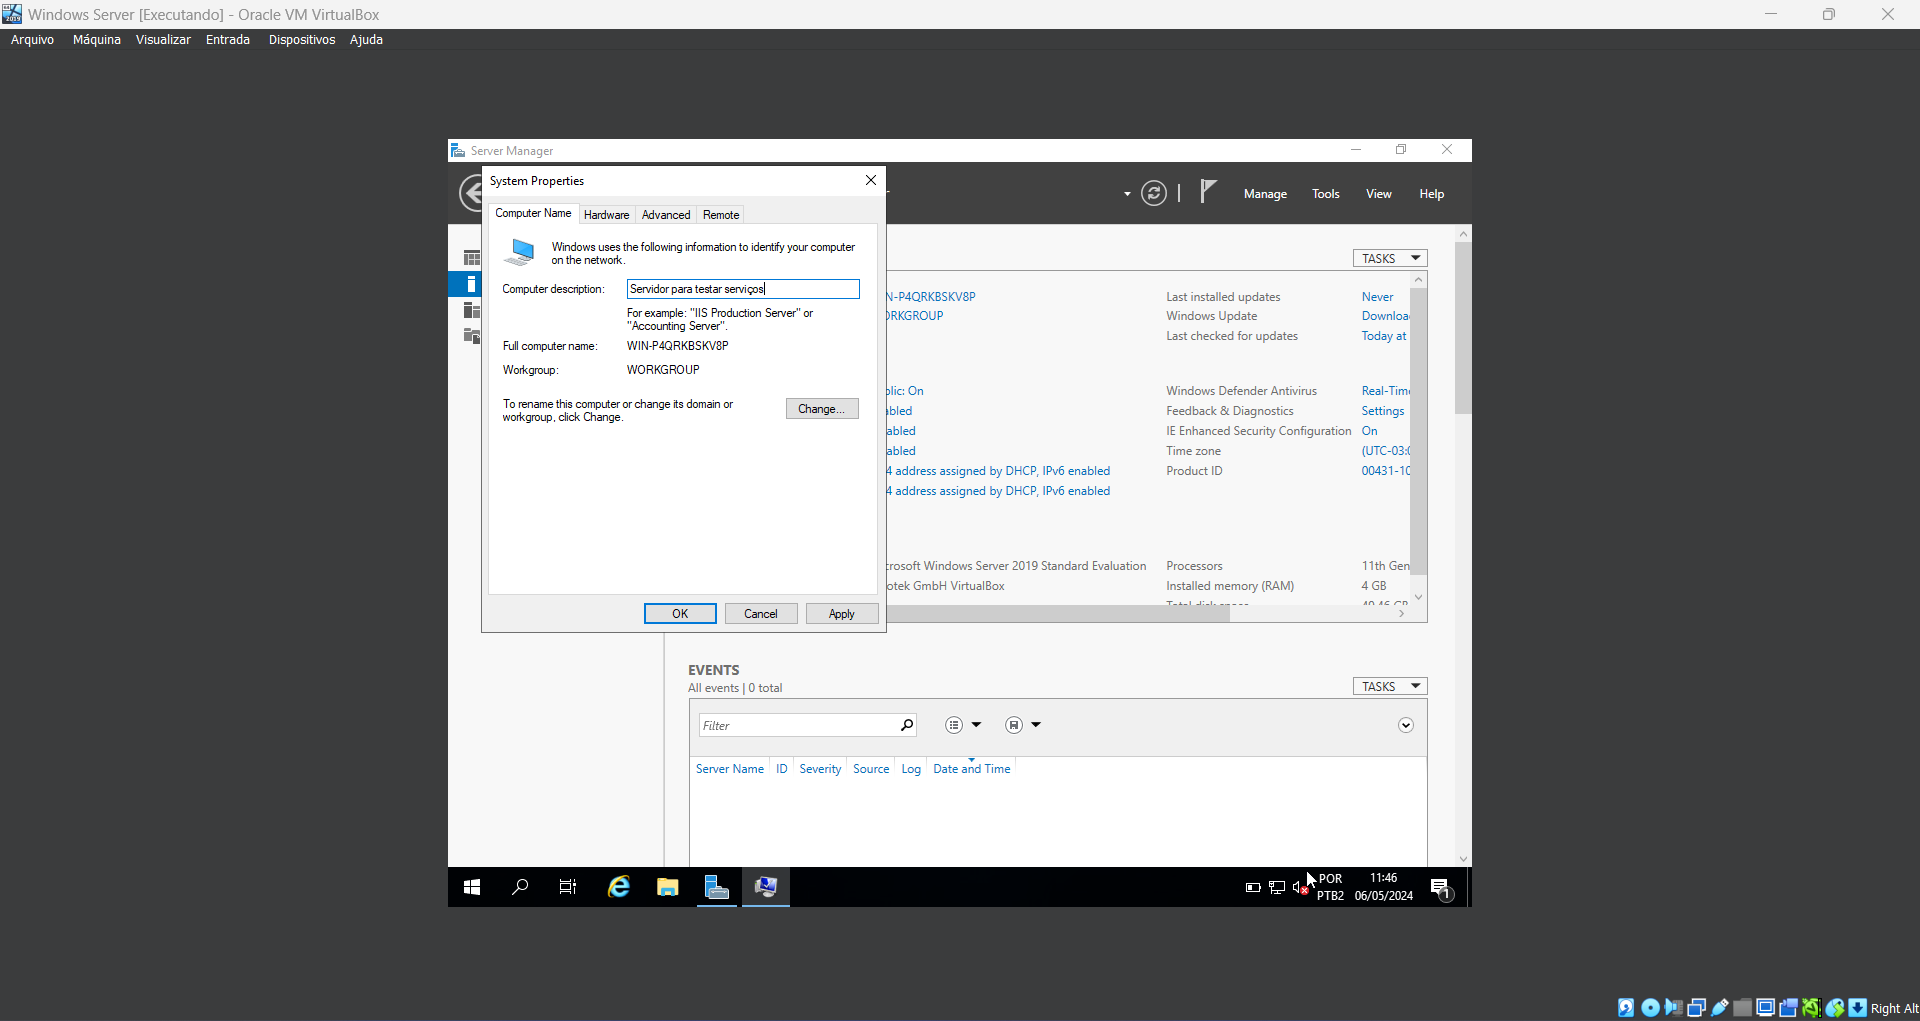 Windows Server [Executando] - Oracle VM VirtualBox
Arquivo Máquina Visualizar Entrada Dispositivos Ajuda
Server Manager
Manage Tools View Help
System Properties
Computer Name Hardware Advanced Remote
Windows uses the following information to identify your computer
on the network.
Computer description: Servidor para testar serviços
For example: "IIS Production Server" or
"Accounting Server".
Full computer name: WIN-P4QRKBSKV8P
Workgroup: WORKGROUP
To rename this computer or change its domain or
workgroup, click Change.
Change...
OK Cancel Apply
TASKS
N-P4QRKBSKV8P Last installed updates Never
ORKGROUP Windows Update Downloa
Last checked for updates Today at
blic: On Windows Defender Antivirus Real-Time
abled Feedback & Diagnostics Settings
abled IE Enhanced Security Configuration On
abled Time zone (UTC-03:0
4 address assigned by DHCP, IPv6 enabled Product ID 00431-10
4 address assigned by DHCP, IPv6 enabled
crosoft Windows Server 2019 Standard Evaluation Processors 11th Gen
otek GmbH VirtualBox Installed memory (RAM) 4 GB
Total disk space 49.46 GB
EVENTS
All events | 0 total
TASKS
Filter
Server Name ID Severity Source Log Date and Time
POR
PTB2
11:46
06/05/2024
1
Right Alt